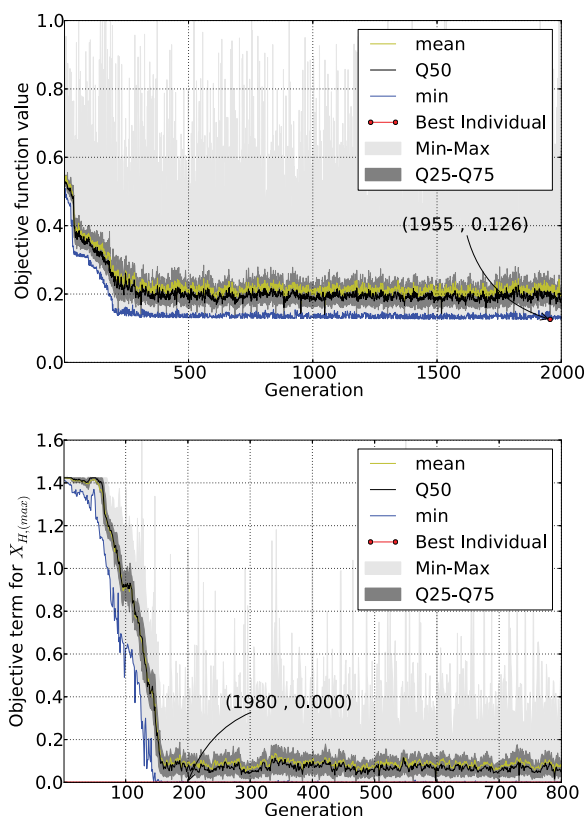 1.0
0.8
0.6
0.4
0.2
0.0
Objective function value
mean
Q50
min
Best Individual
Min-Max
Q25-Q75
(1955 , 0.126)
500 1000 1500 2000
Generation
1.6
1.4
1.2
1.0
0.8
0.6
0.4
0.2
0.0
Objective term for X_{H,(max)}
mean
Q50
min
Best Individual
Min-Max
Q25-Q75
(1980 , 0.000)
100 200 300 400 500 600 700 800
Generation